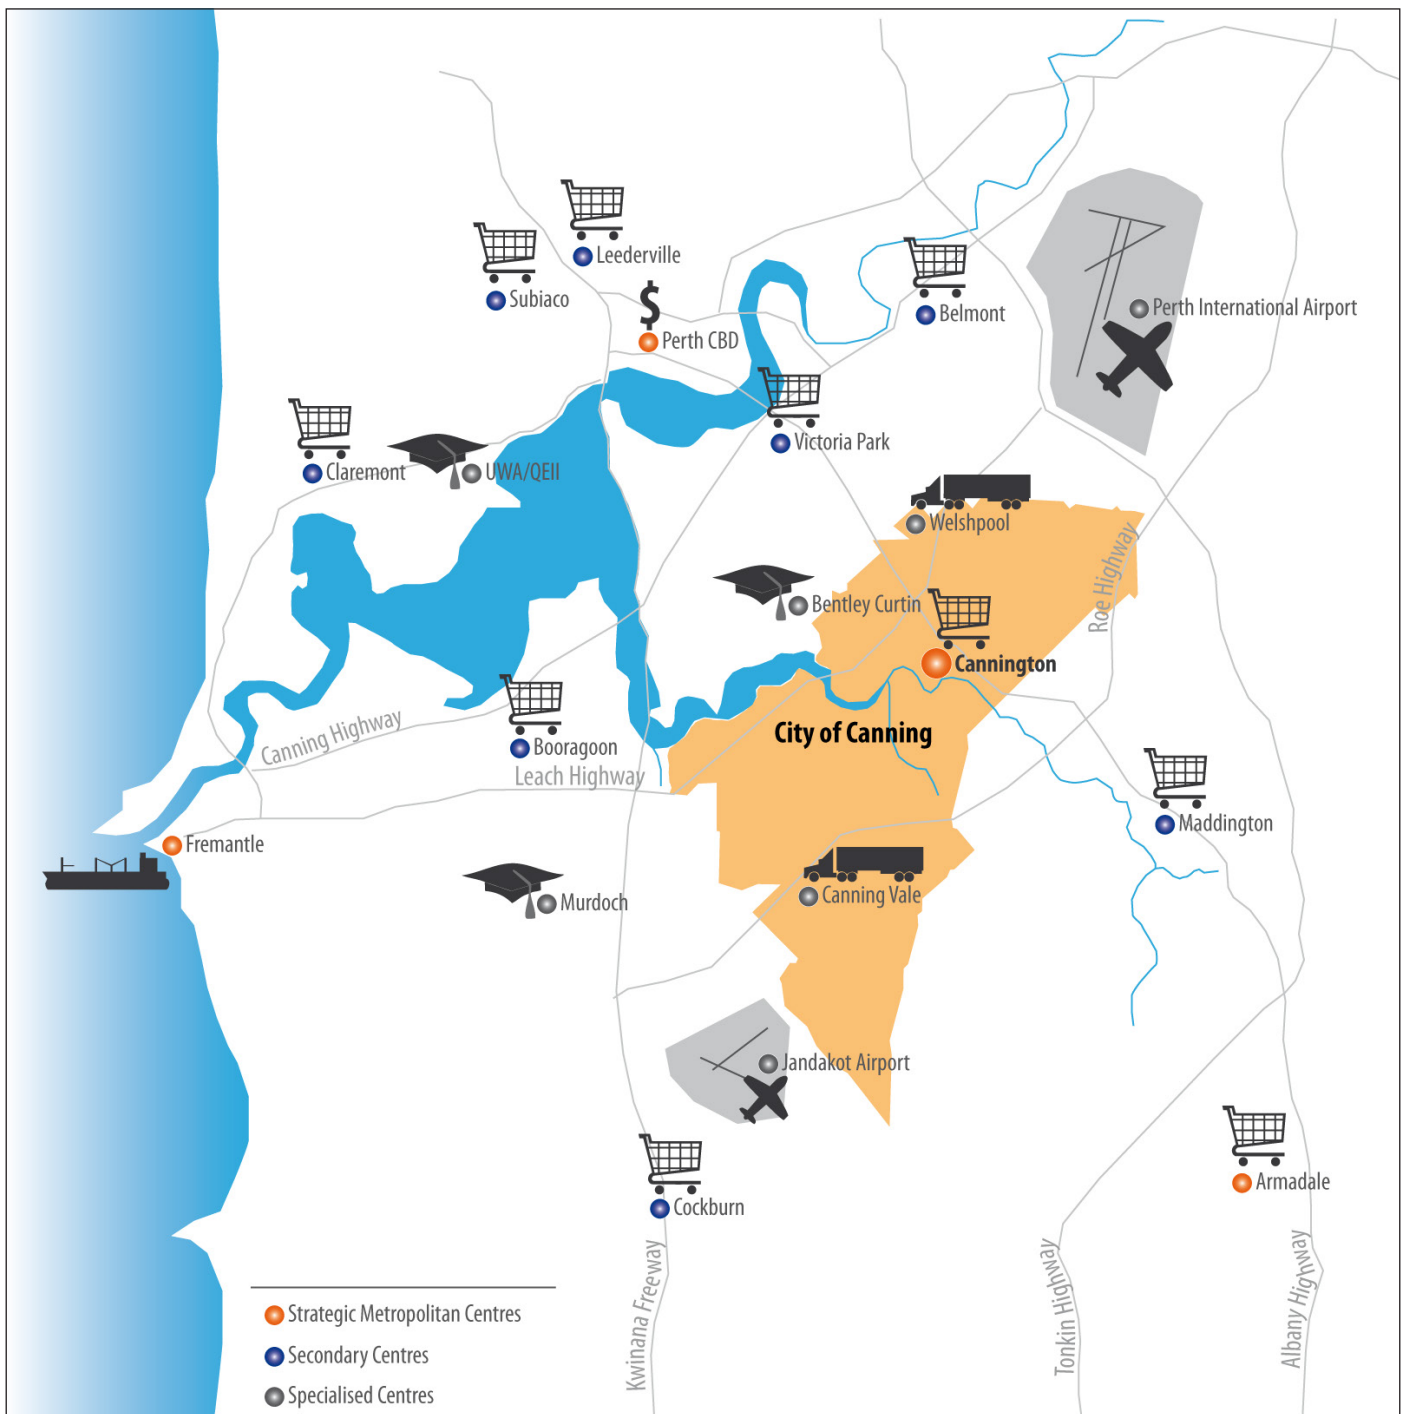 Leederville
Subiaco
Perth CBD
Belmont
Perth International Airport
Claremont
UWA/QEII
Victoria Park
Welshpool
Bentley Curtin
Roe Highway
Cannington
City of Canning
Canning Highway
Booragoon
Leach Highway
Fremantle
Maddington
Murdoch
Canning Vale
Jandakot Airport
Cockburn
Armadale
Kwinana Freeway
Tonkin Highway
Albany Highway
Strategic Metropolitan Centres
Secondary Centres
Specialised Centres
$